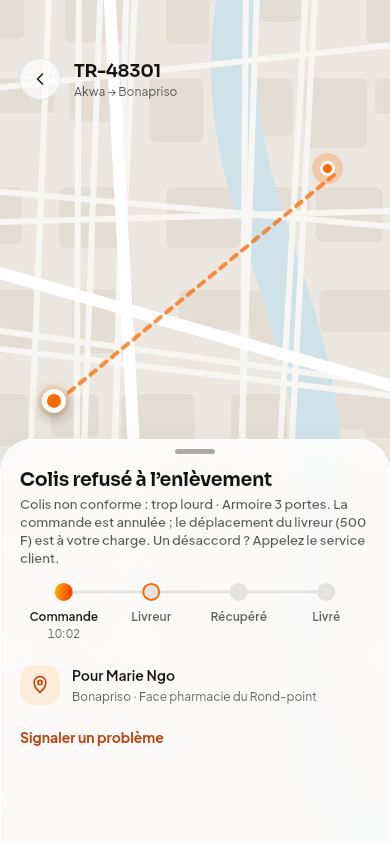 TR-48301
Akwa → Bonapriso
Colis refusé à l’enlèvement
Colis non conforme : trop lourd · Armoire 3 portes. La
commande est annulée ; le déplacement du livreur (500
F) est à votre charge. Un désaccord ? Appelez le service
client.
Commande
Livreur
Récupéré
Livré
10:02
Pour Marie Ngo
Bonapriso · Face pharmacie du Rond-point
Signaler un problème